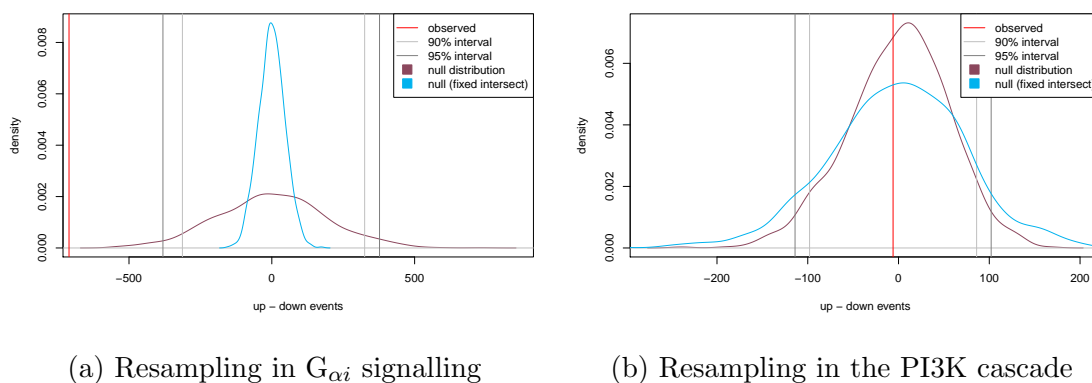 observed
90% interval
95% interval
null distribution
null (fixed intersect)
density
0.000 0.002 0.004 0.006 0.008
−500 0 500
up − down events
(a) Resampling in Gαi signalling
observed
90% interval
95% interval
null distribution
null (fixed intersect
density
0.000 0.002 0.004 0.006
−200 −100 0 100 200
up − down events
(b) Resampling in the PI3K cascade